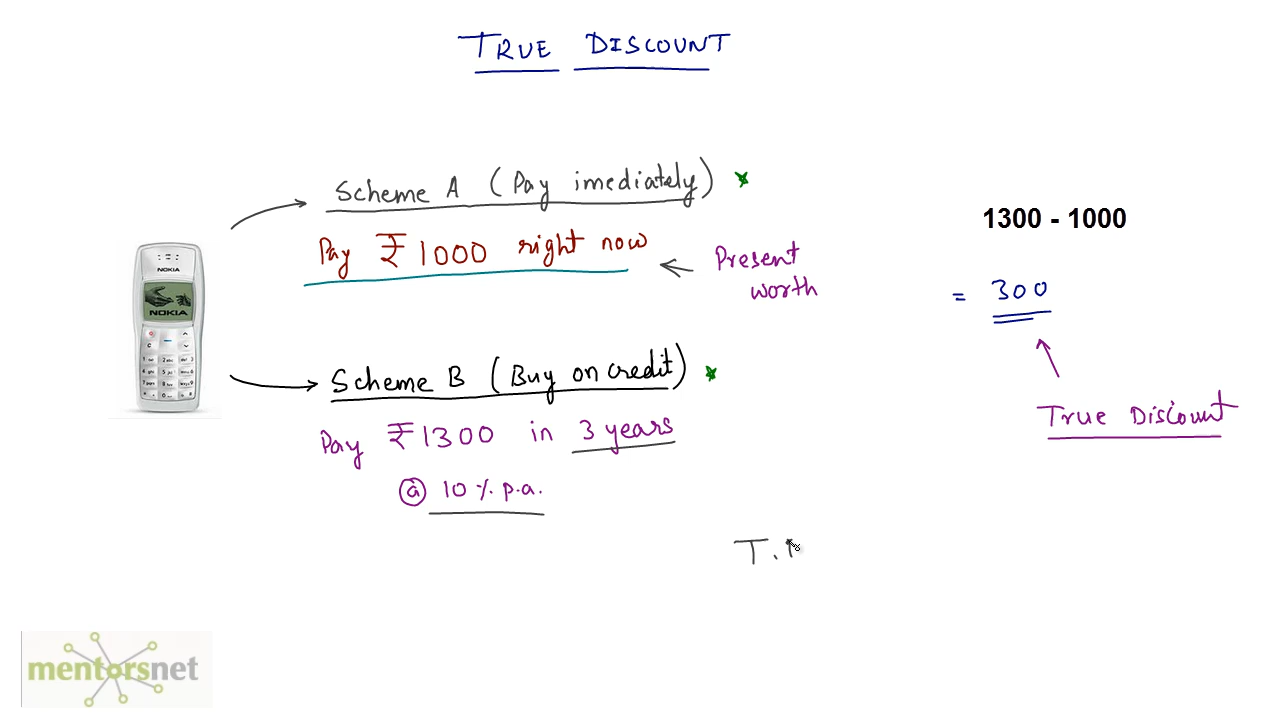 TRUE DISCOUNT
Scheme A (Pay imediately)
Pay ₹1000 right now
Present
worth
1300 - 1000
= 300
True Discount
NOKIA
NOKIA
Scheme B (Buy on credit)
Pay ₹1300 in 3 years
@ 10% p.a.
T.
mentorsnet